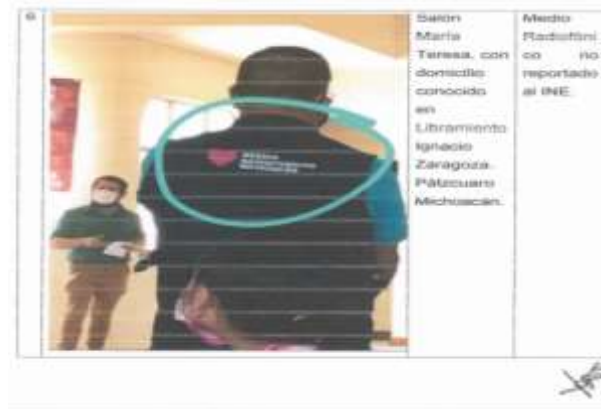 6
Salón
María
Teresa, con
domicilio
conocido
en
Libramiento
Ignacio
Zaragoza.
Pátzcuaro
Michoacán.
Medio
Radiofóni
co no
reportado
al INE